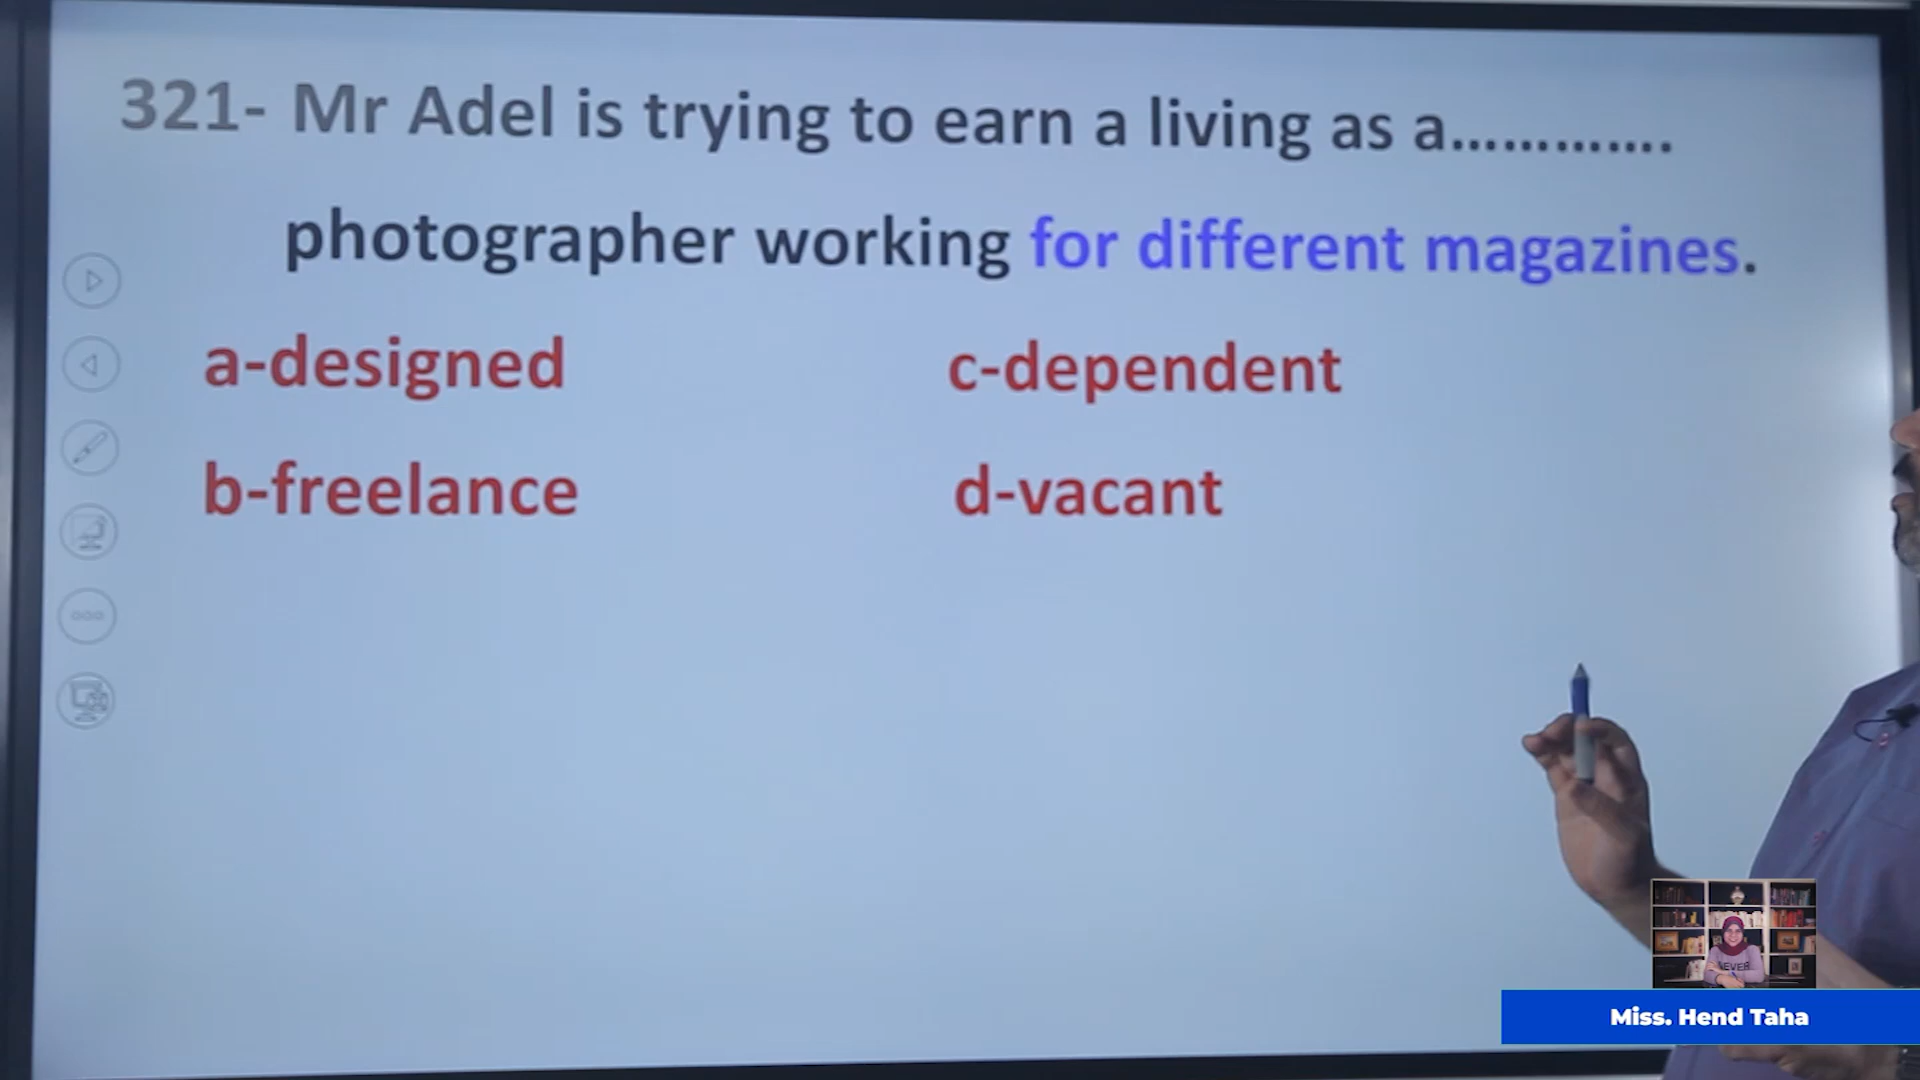 321- Mr Adel is trying to earn a living as a.............
photographer working for different magazines.
a-designed
c-dependent
b-freelance
d-vacant
NEVER
Miss. Hend Taha